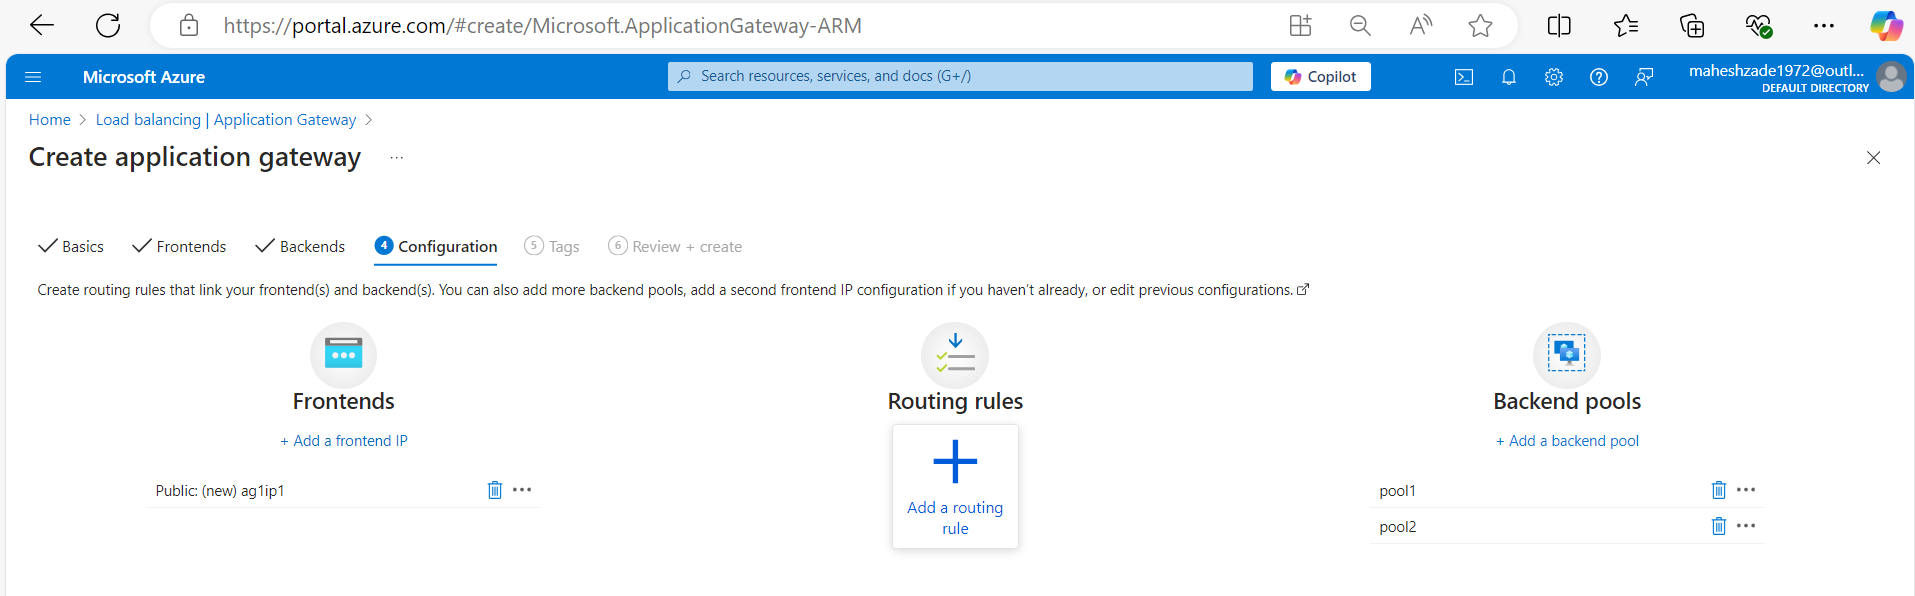 https://portal.azure.com/#create/Microsoft.ApplicationGateway-ARM
Microsoft Azure
Search resources, services, and docs (G+/)
Copilot
maheshzade1972@outl...
DEFAULT DIRECTORY
Home > Load balancing | Application Gateway >
Create application gateway ...
Basics Frontends Backends 4 Configuration 5 Tags 6 Review + create
Create routing rules that link your frontend(s) and backend(s). You can also add more backend pools, add a second frontend IP configuration if you haven't already, or edit previous configurations.
Frontends
+ Add a frontend IP
Public: (new) ag1ip1
Routing rules
Add a routing
rule
Backend pools
+ Add a backend pool
pool1
pool2